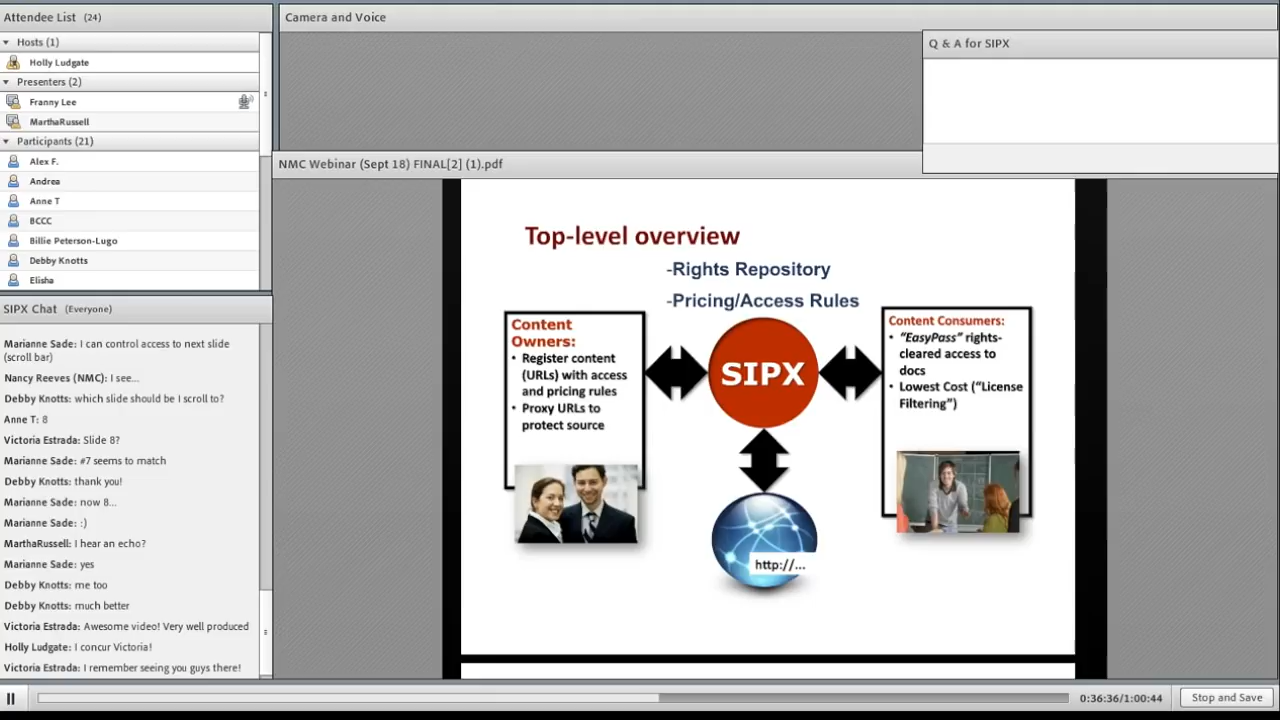 Attendee List (24)
Hosts (1)
Holly Ludgate
Presenters (2)
Franny Lee
MarthaRussell
Participants (21)
Alex F.
Andrea
Anne T
BCCC
Billie Peterson-Lugo
Debby Knotts
Elisha
SIPX Chat (Everyone)
Marianne Sade: I can control access to next slide
(scroll bar)
Nancy Reeves (NMC): I see...
Debby Knotts: which slide should be I scroll to?
Anne T: 8
Victoria Estrada: Slide 8?
Marianne Sade: #7 seems to match
Debby Knotts: thank you!
Marianne Sade: now 8...
Marianne Sade: :)
MarthaRussell: I hear an echo?
Marianne Sade: yes
Debby Knotts: me too
Debby Knotts: much better
Victoria Estrada: Awesome video! Very well produced
Holly Ludgate: I concur Victoria!
Victoria Estrada: I remember seeing you guys there!
Camera and Voice
Q & A for SIPX
NMC Webinar (Sept 18) FINAL[2] (1).pdf
Top-level overview
-Rights Repository
-Pricing/Access Rules
Content
Owners:
• Register content
(URLs) with access
and pricing rules
• Proxy URLs to
protect source
SIPX
http://...
Content Consumers:
• “EasyPass” rights-
cleared access to
docs
• Lowest Cost (“License
Filtering”)
0:36:36/1:00:44
Stop and Save